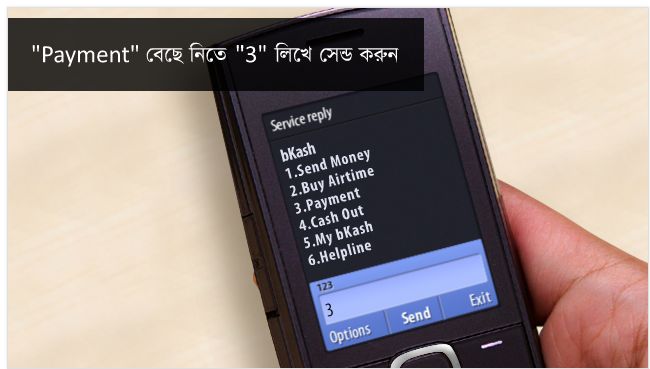 "Payment" বেছে নিতে "3" লিখে সেন্ড করুন
Service reply
bKash
1.Send Money
2.Buy Airtime
3.Payment
4.Cash Out
5.My bKash
6.Helpline
123
3
Options Send Exit